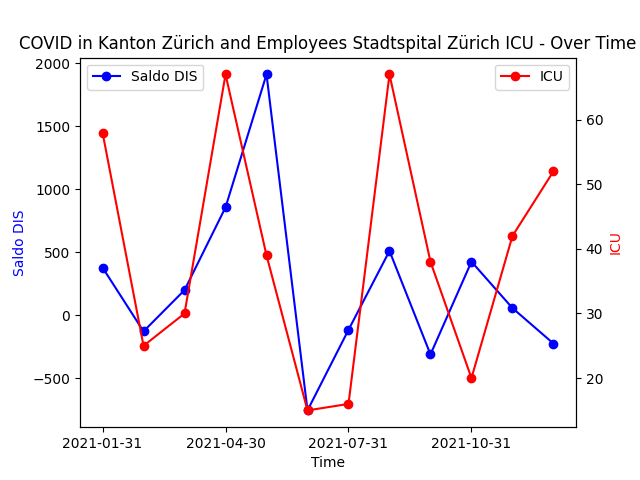 COVID in Kanton Zürich and Employees Stadtspital Zürich ICU - Over Time
Saldo DIS
ICU
2000
1500
1000
500
0
−500
Saldo DIS
60
50
40
30
20
ICU
2021-01-31
2021-04-30
2021-07-31
2021-10-31
Time